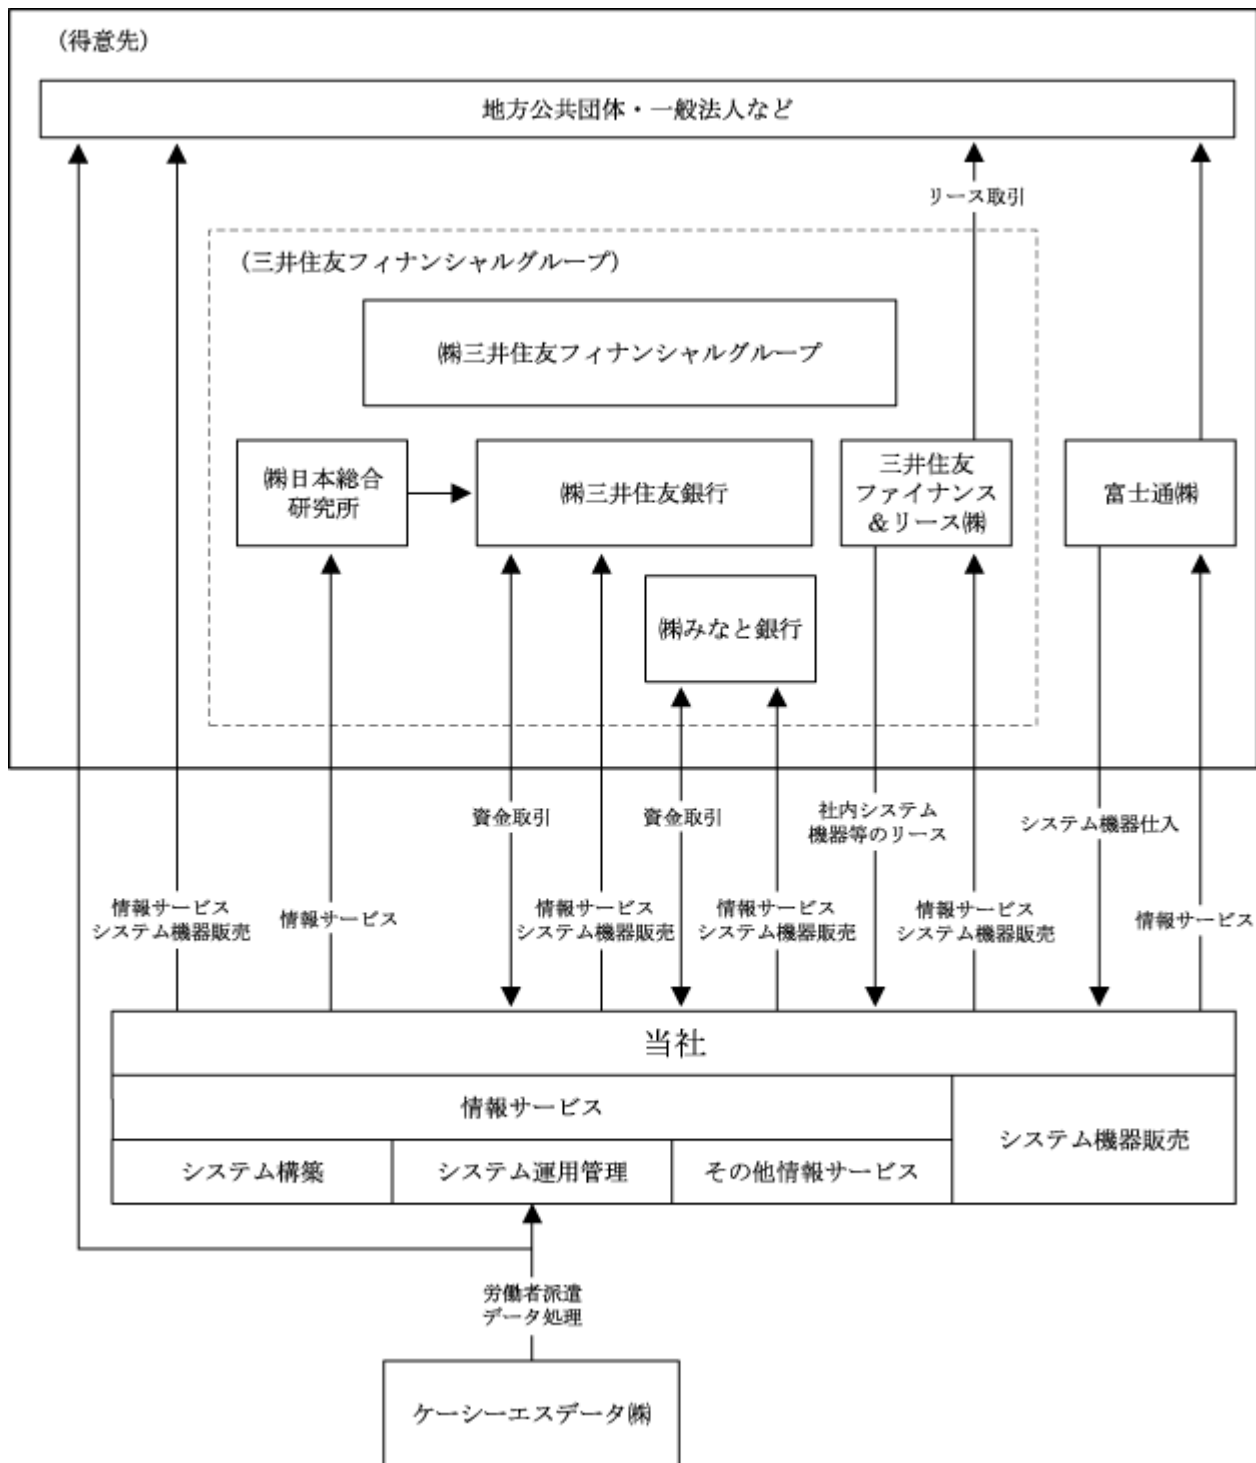 (得意先)
地方公共団体・一般法人など
リース取引
(三井住友フィナンシャルグループ)
㈱三井住友フィナンシャルグループ
㈱日本総合
研究所
㈱三井住友銀行
三井住友
ファイナンス
&リース㈱
富士通㈱
㈱みなと銀行
資金取引
資金取引
社内システム
機器等のリース
システム機器仕入
情報サービス
システム機器販売
情報サービス
情報サービス
システム機器販売
情報サービス
システム機器販売
情報サービス
システム機器販売
情報サービス
当社
情報サービス
システム機器販売
システム構築
システム運用管理
その他情報サービス
労働者派遣
データ処理
ケーシーエスデータ㈱